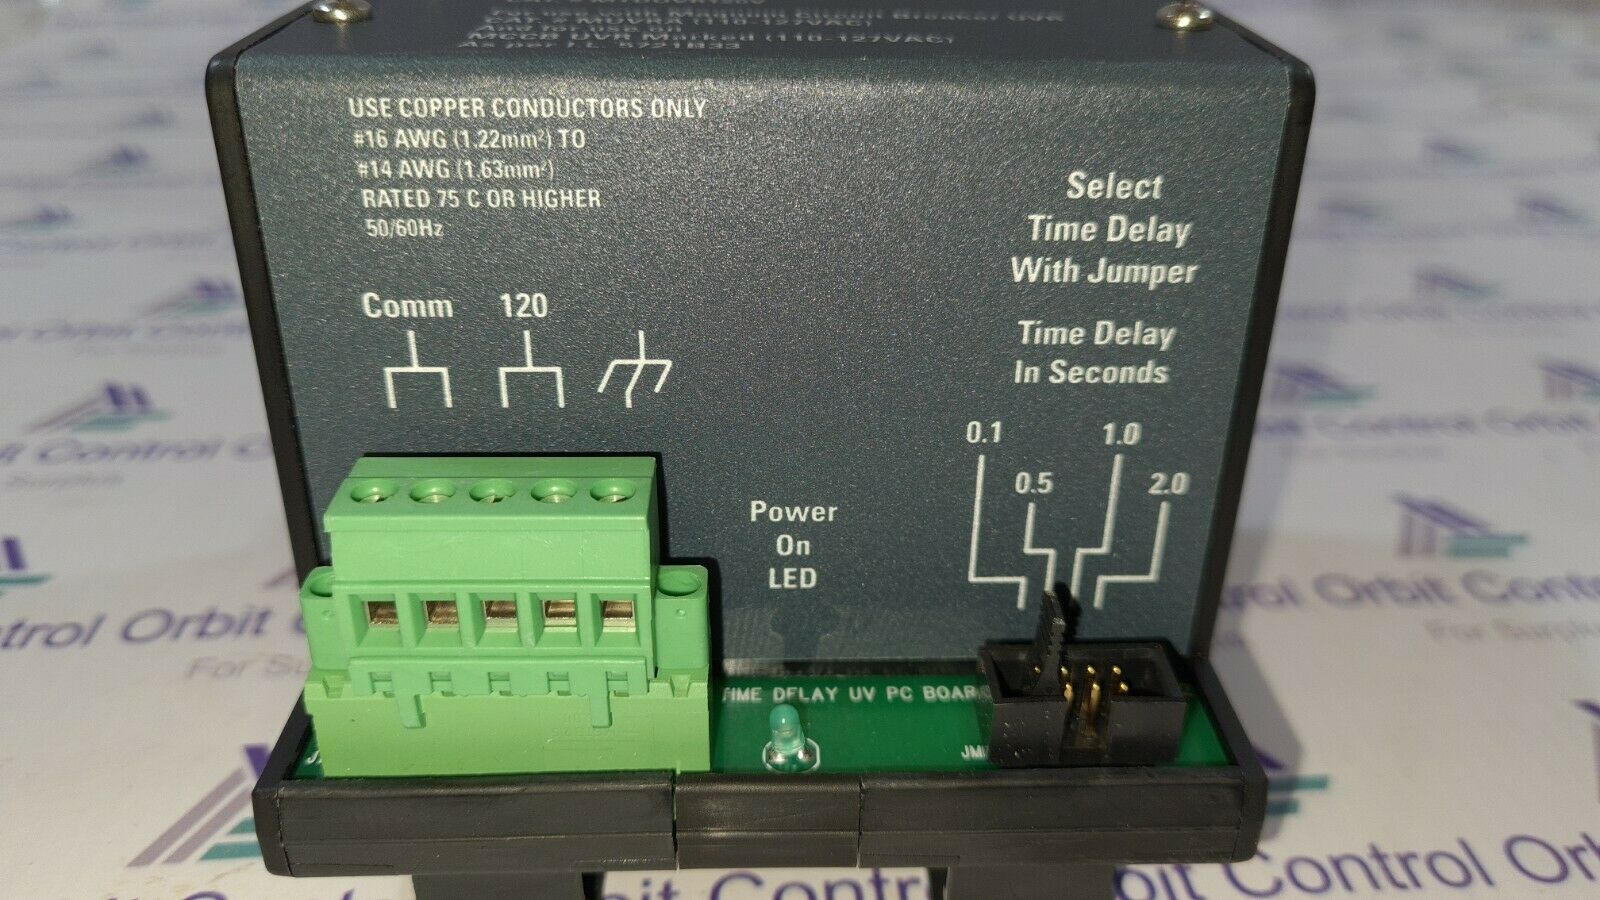 USE COPPER CONDUCTORS ONLY
#16 AWG (1.22mm²) TO
#14 AWG (1.63mm²)
RATED 75 C OR HIGHER
50/60Hz
Select
Time Delay
With Jumper
Comm 120
Time Delay
In Seconds
0.1 1.0
0.5 2.0
Power
On
LED
TIME DELAY UV PC BOARD
Orbit Control